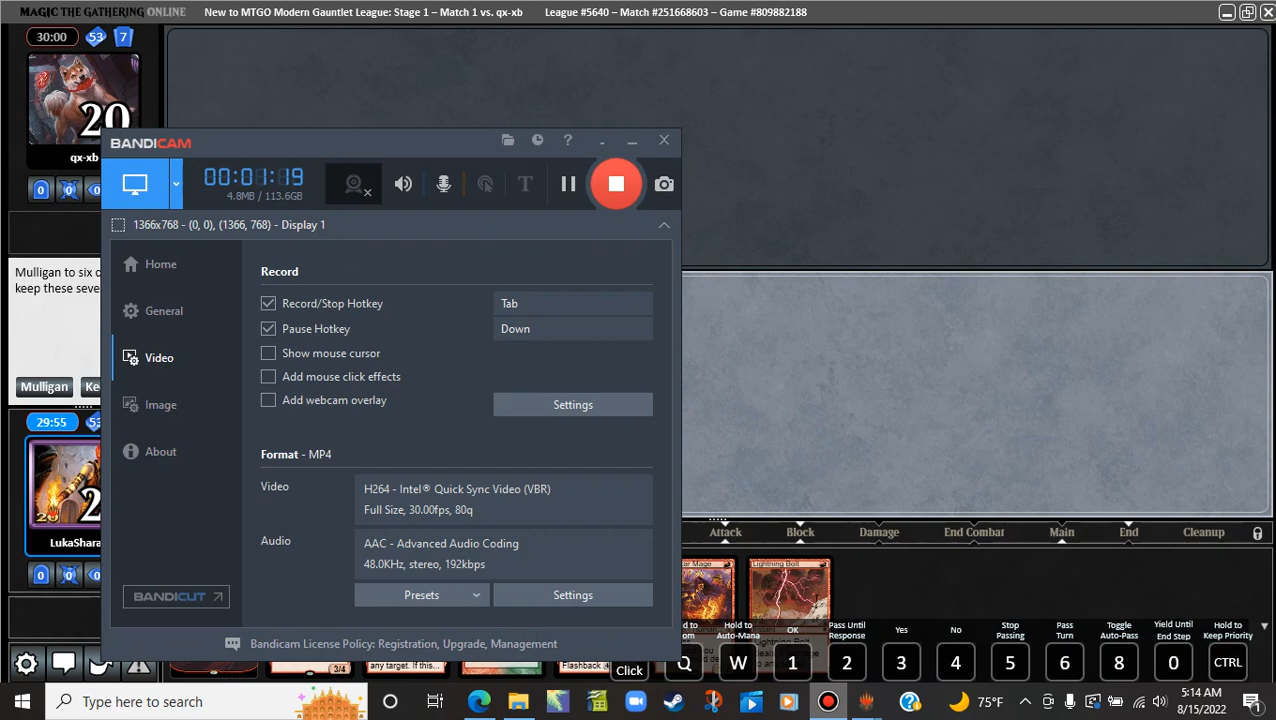 MAGIC THE GATHERING ONLINE New to MTGO Modern Gauntlet League: Stage 1 – Match 1 vs. qx-xb League #5640 – Match #251668603 – Game #809882188
30:00 53 7
20
qx-xb
0 0
Mulligan to six
keep these seve
Mulligan Ke
29:55
20
LukaShara
0 0
BANDICAM
00:01:19
4.8MB / 113.6GB
1366x768 - (0, 0), (1366, 768) - Display 1
Home
General
Video
Image
About
BANDICUT
Record
Record/Stop Hotkey Tab
Pause Hotkey Down
Show mouse cursor
Add mouse click effects
Add webcam overlay
Settings
Format - MP4
Video
H264 - Intel® Quick Sync Video (VBR)
Full Size, 30.00fps, 80q
Audio
AAC - Advanced Audio Coding
48.0KHz, stereo, 192kbps
Presets Settings
Bandicam License Policy: Registration, Upgrade, Management
Attack Block Damage End Combat Main End Cleanup
Mage Lightning Bolt
Hold to Auto-Mana
OK
Pass Until Response
Yes
No
Stop Passing
Pass Turn
Toggle Auto-Pass
Yield Until End Step
Hold to Keep Priority
Q W 1 2 3 4 5 6 8 0 CTRL
3/4 any target. If this... Flashback Click
Type here to search
75°F
5:14 AM
8/15/2022
1